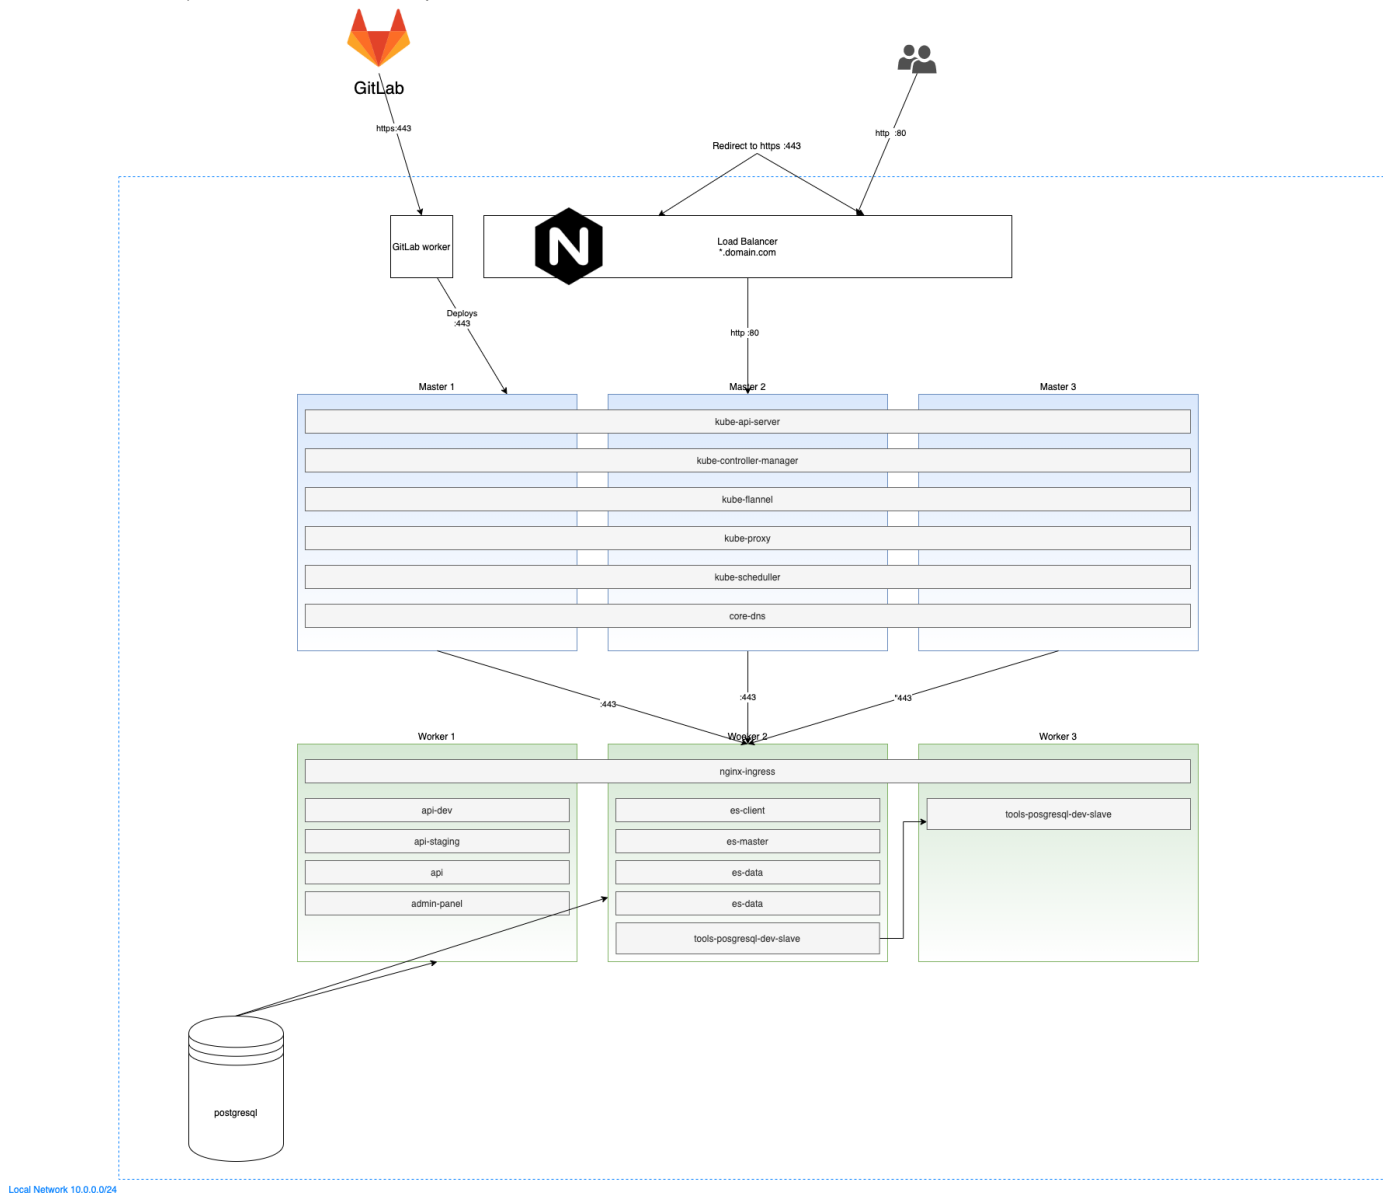 GitLab
https:443
http :80
Redirect to https :443
GitLab worker
Load Balancer
*.domain.com
Deploys
:443
http :80
Master 1
Master 2
Master 3
kube-api-server
kube-controller-manager
kube-flannel
kube-proxy
kube-scheduller
core-dns
:443
:443
"443
Worker 1
Worker 2
Worker 3
nginx-ingress
api-dev
es-client
tools-posgresql-dev-slave
api-staging
es-master
api
es-data
admin-panel
es-data
tools-posgresql-dev-slave
postgresql
Local Network 10.0.0.0/24